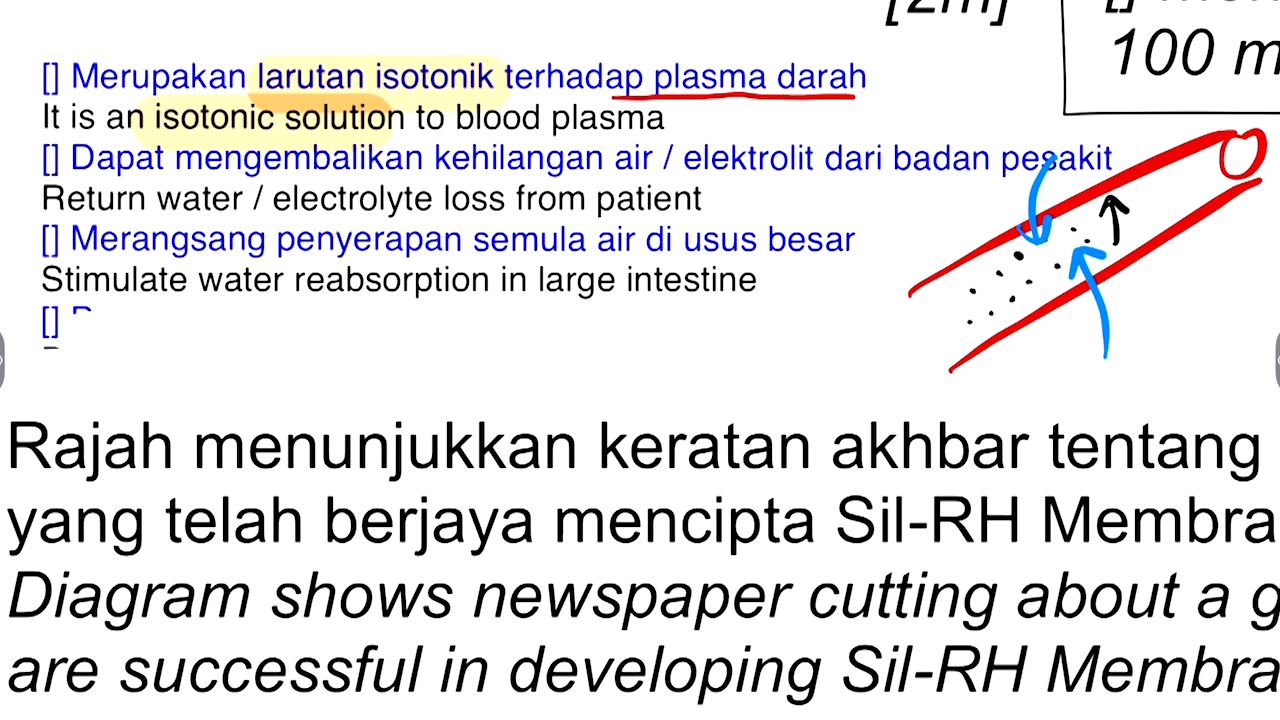 [2m]
100 m
[] Merupakan larutan isotonik terhadap plasma darah
It is an isotonic solution to blood plasma
[] Dapat mengembalikan kehilangan air / elektrolit dari badan pesakit
Return water / electrolyte loss from patient
[] Merangsang penyerapan semula air di usus besar
Stimulate water reabsorption in large intestine
[]
Rajah menunjukkan keratan akhbar tentang
yang telah berjaya mencipta Sil-RH Membra
Diagram shows newspaper cutting about a g
are successful in developing Sil-RH Membra